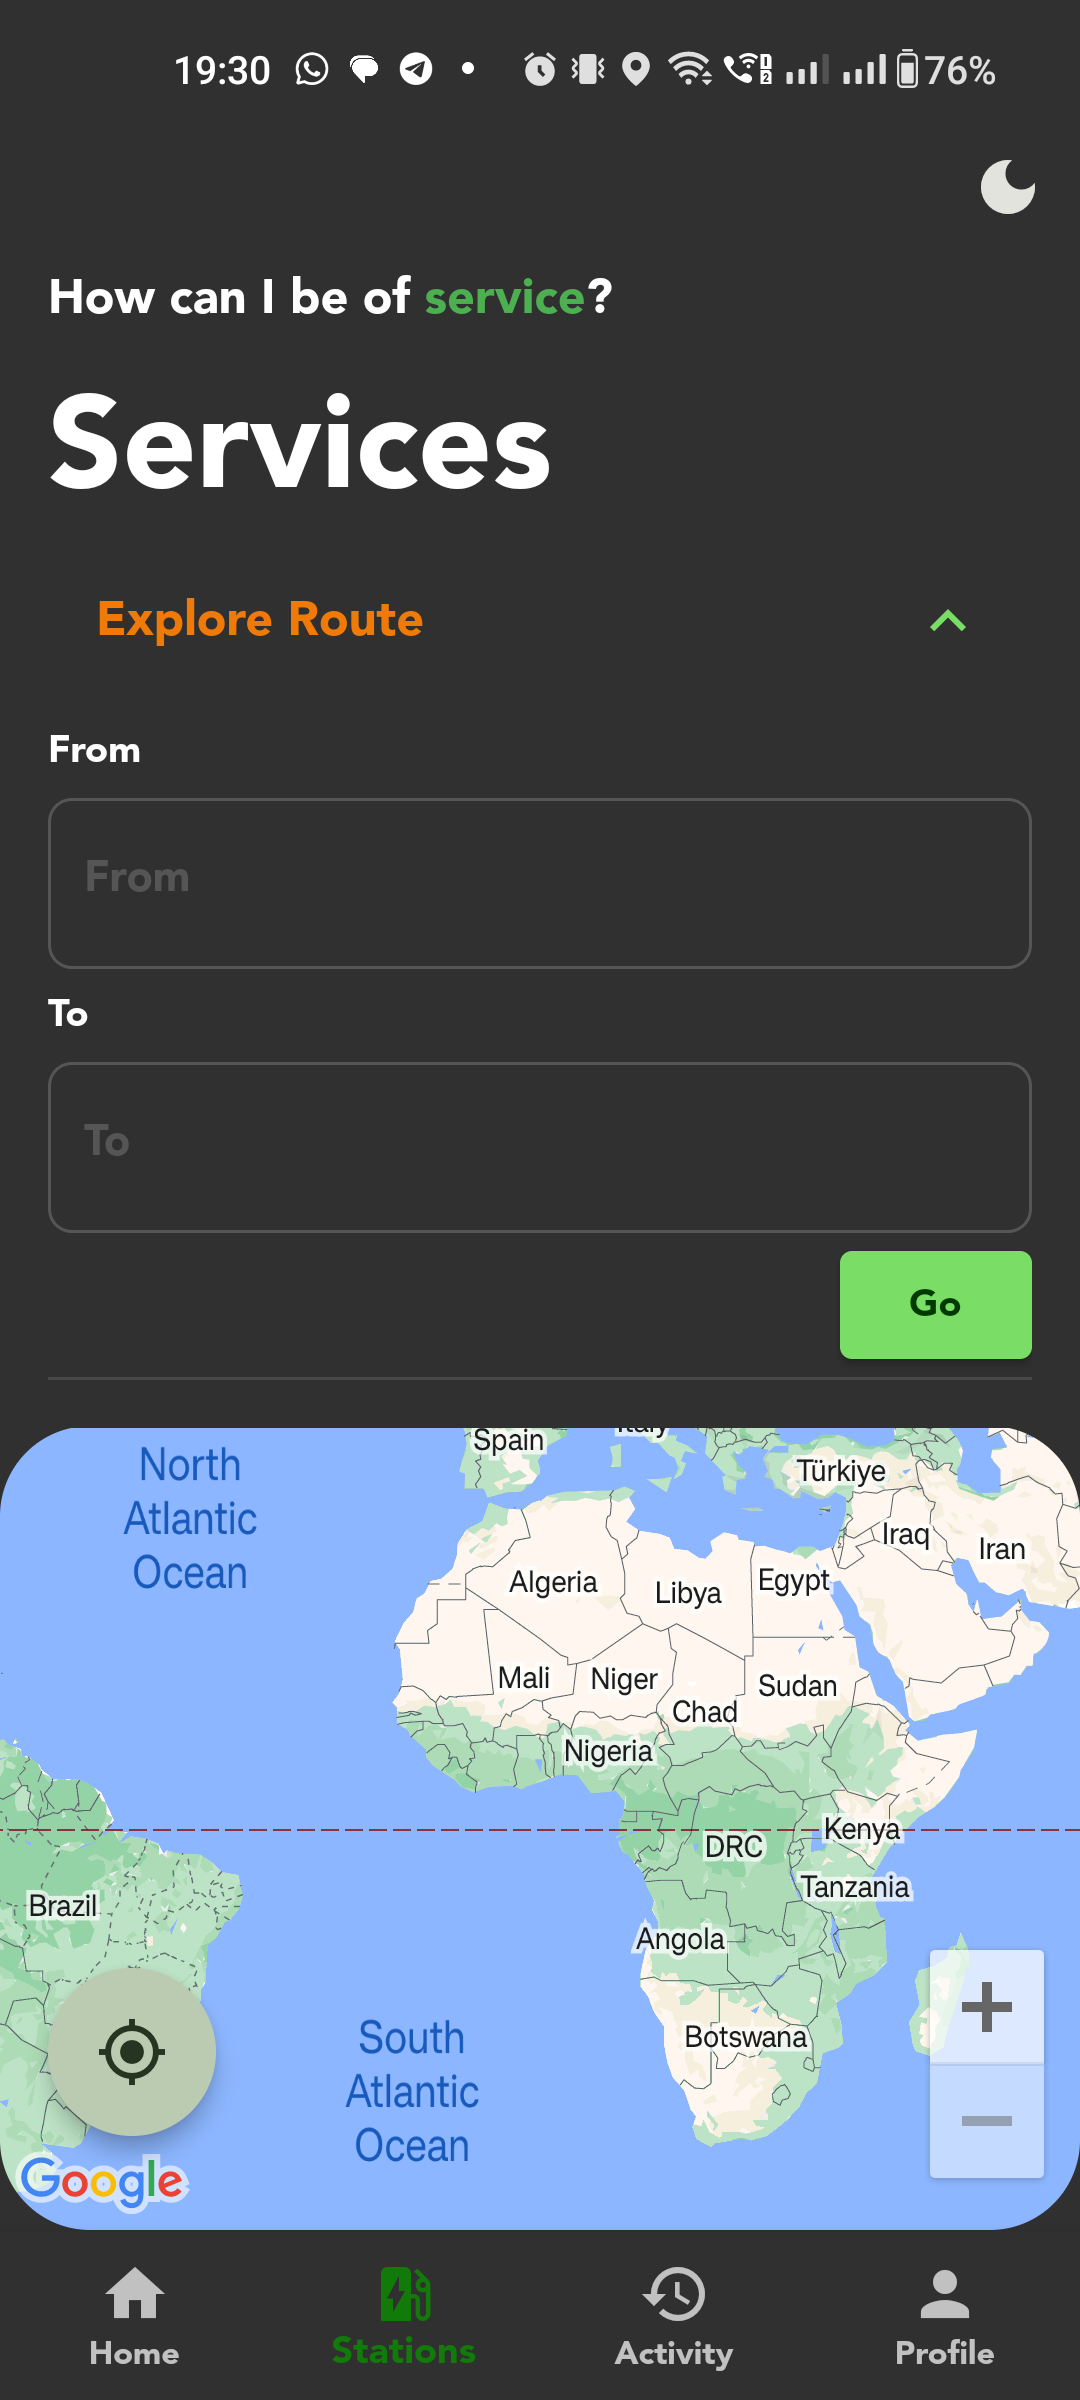 19:30 76%
How can I be of service?
Services
Explore Route
From
From
To
To
Go
Spain
Italy
North
Atlantic
Ocean
Türkiye
Iraq
Iran
Algeria
Libya
Egypt
Mali
Niger
Chad
Sudan
Nigeria
DRC
Kenya
Tanzania
Brazil
Angola
Botswana
South
Atlantic
Ocean
Google
Home
Stations
Activity
Profile